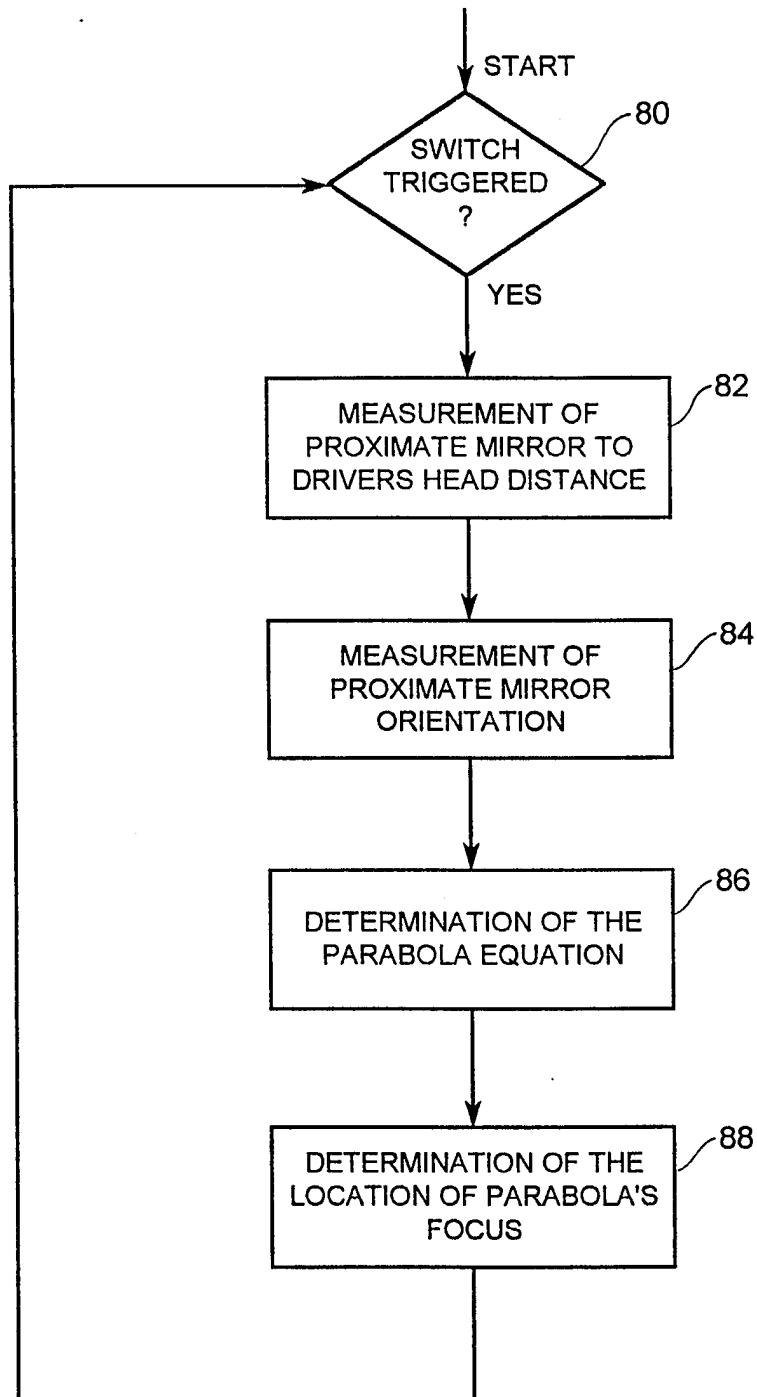 START
80
SWITCH
TRIGGERED
?
YES
82
MEASUREMENT OF
PROXIMATE MIRROR TO
DRIVERS HEAD DISTANCE
84
MEASUREMENT OF
PROXIMATE MIRROR
ORIENTATION
86
DETERMINATION OF THE
PARABOLA EQUATION
88
DETERMINATION OF THE
LOCATION OF PARABOLA'S
FOCUS